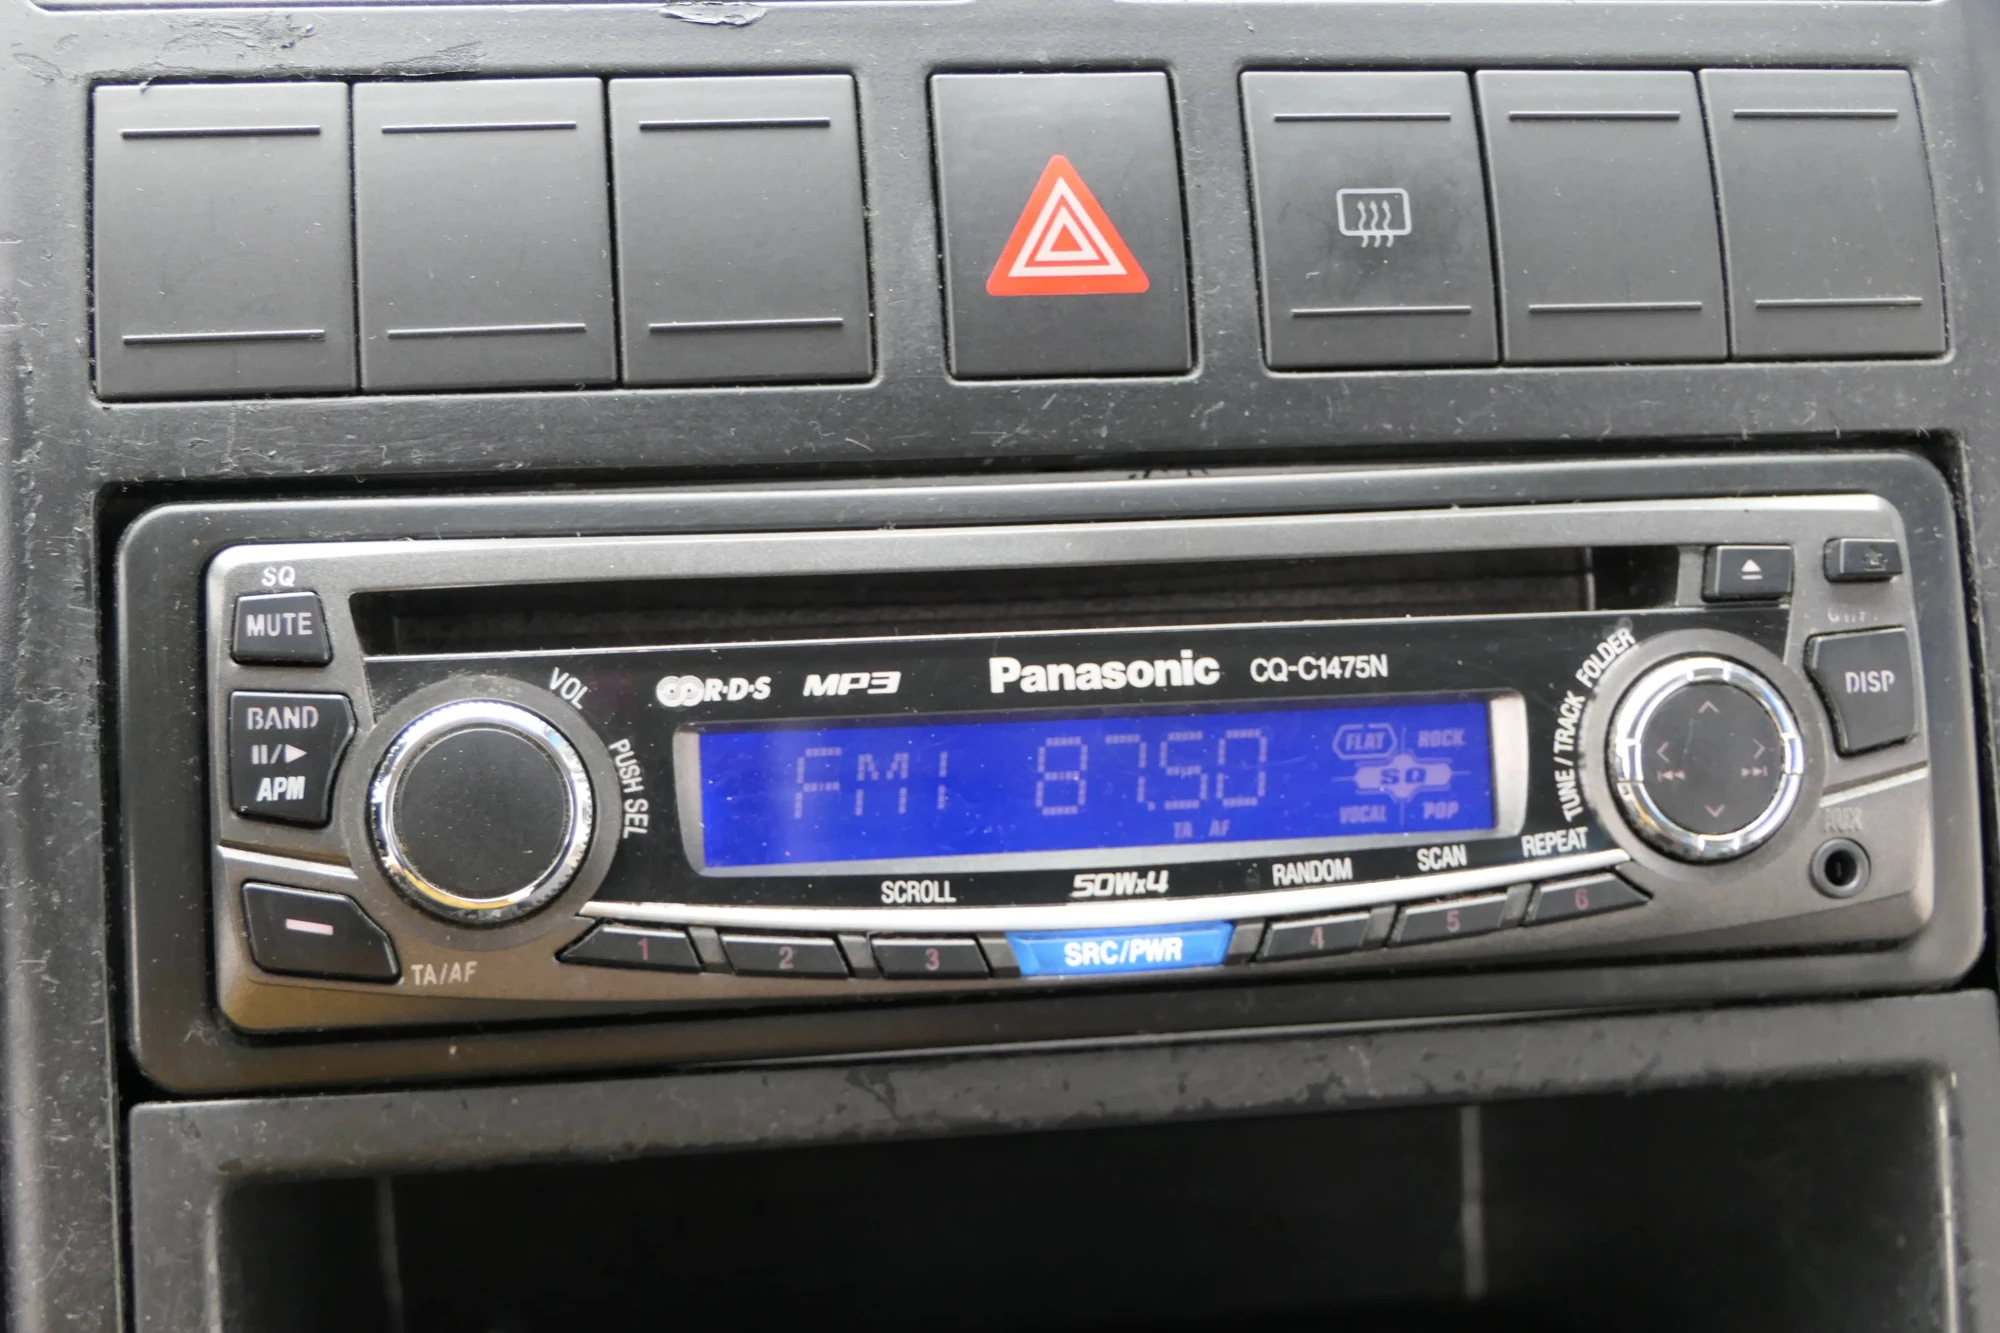 SQ
MUTE
BAND
II/▶
APM
VOL
PUSH SEL
R·D·S MP3 Panasonic CQ-C1475N
FM1 87.50
FLAT ROCK
SQ
VOCAL POP
TA AF
TUNE / TRACK FOLDER
DISP
AUX
SCROLL 50Wx4 RANDOM SCAN REPEAT
TA/AF
1 2 3 SRC/PWR 4 5 6